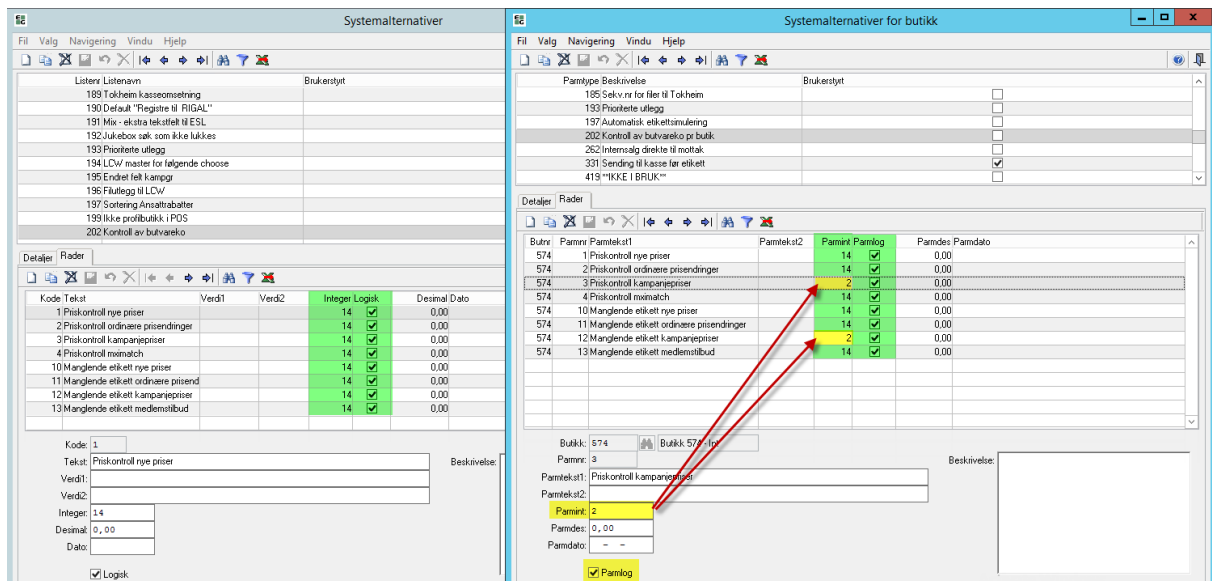 Systemalternativer
Fil Valg Navigering Vindu Hjelp
Listenr Listenavn Brukerstyrt
189 Tokheim kasseomsetning
190 Default "Registre til RIGAL"
191 Mix - ekstra tekstfelt til ESL
192 Jukebox søk som ikke lukkes
193 Prioriterte utlegg
194 LCW master for følgende choose
195 Endret felt kampgr
196 Filutlegg til LCW
197 Sortering Ansattrabatter
199 Ikke profilbutikk i POS
202 Kontroll av butvareko
Detaljer Rader
Kode Tekst Verdi1 Verdi2 Integer Logisk Desimal Dato
1 Priskontroll nye priser 14 0,00
2 Priskontroll ordinære prisendringer 14 0,00
3 Priskontroll kampanjepriser 14 0,00
4 Priskontroll mximatch 14 0,00
10 Manglende etikett nye priser 14 0,00
11 Manglende etikett ordinære prisend 14 0,00
12 Manglende etikett kampanjepriser 14 0,00
13 Manglende etikett medlemstilbud 14 0,00
Kode: 1
Tekst: Priskontroll nye priser Beskrivelse:
Verdi1:
Verdi2:
Integer: 14
Desimal: 0,00
Dato:
Logisk
Systemalternativer for butikk
Fil Valg Navigering Vindu Hjelp
Parmtype Beskrivelse Brukerstyrt
185 Sekv.nr for filer til Tokheim
193 Prioriterte utlegg
197 Automatisk etikettsimulering
202 Kontroll av butvareko pr butik
262 Internsalg direkte til mottak
331 Sending til kasse før etikett
419 **IKKE I BRUK**
Detaljer Rader
Butnr Parmnr Parmtekst1 Parmtekst2 Parmint Parmlog Parmdes Parmdato
574 1 Priskontroll nye priser 14 0,00
574 2 Priskontroll ordinære prisendringer 14 0,00
574 3 Priskontroll kampanjepriser 2 0,00
574 4 Priskontroll mximatch 14 0,00
574 10 Manglende etikett nye priser 14 0,00
574 11 Manglende etikett ordinære prisendringer 14 0,00
574 12 Manglende etikett kampanjepriser 2 0,00
574 13 Manglende etikett medlemstilbud 14 0,00
Butikk: 574 Butikk 574 - Int
Parmnr: 3 Beskrivelse:
Parmtekst1: Priskontroll kampanjepriser
Parmtekst2:
Parmint: 2
Parmdes: 0,00
Parmdato: - -
Parmlog